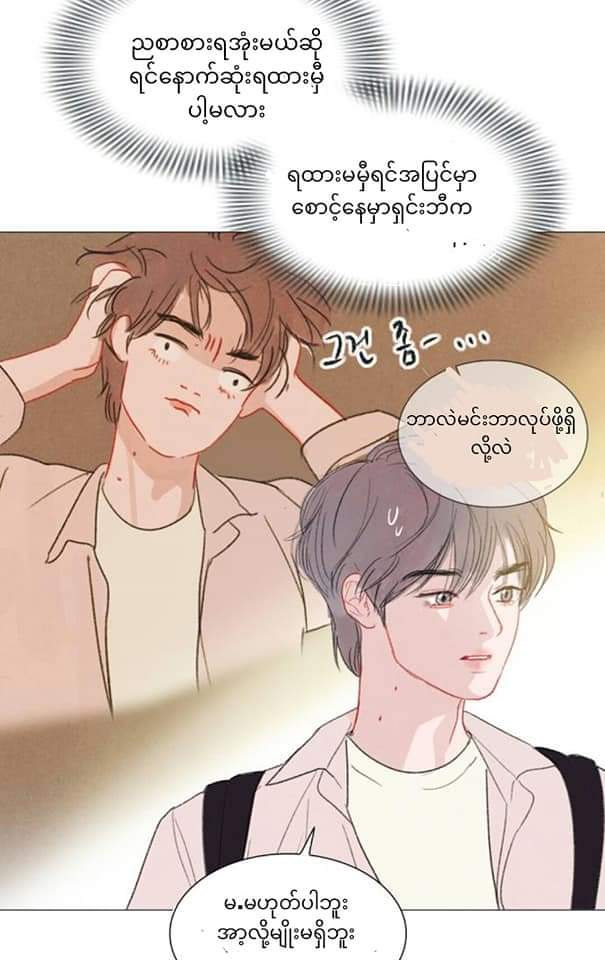 ညစာစားရအုံးမယ်ဆို
ရင်နောက်ဆုံးရထားမှီ
ပါ့မလား
ရထားမမှီရင်အပြင်မှာ
စောင့်နေမှာရှင်းဘီက
그건 좀~...
ဘာလဲမင်းဘာလုပ်ဖို့ရှိ
လို့လဲ
မ.မဟုတ်ပါဘူး
အာ့လို့မျိုးမရှိဘူး